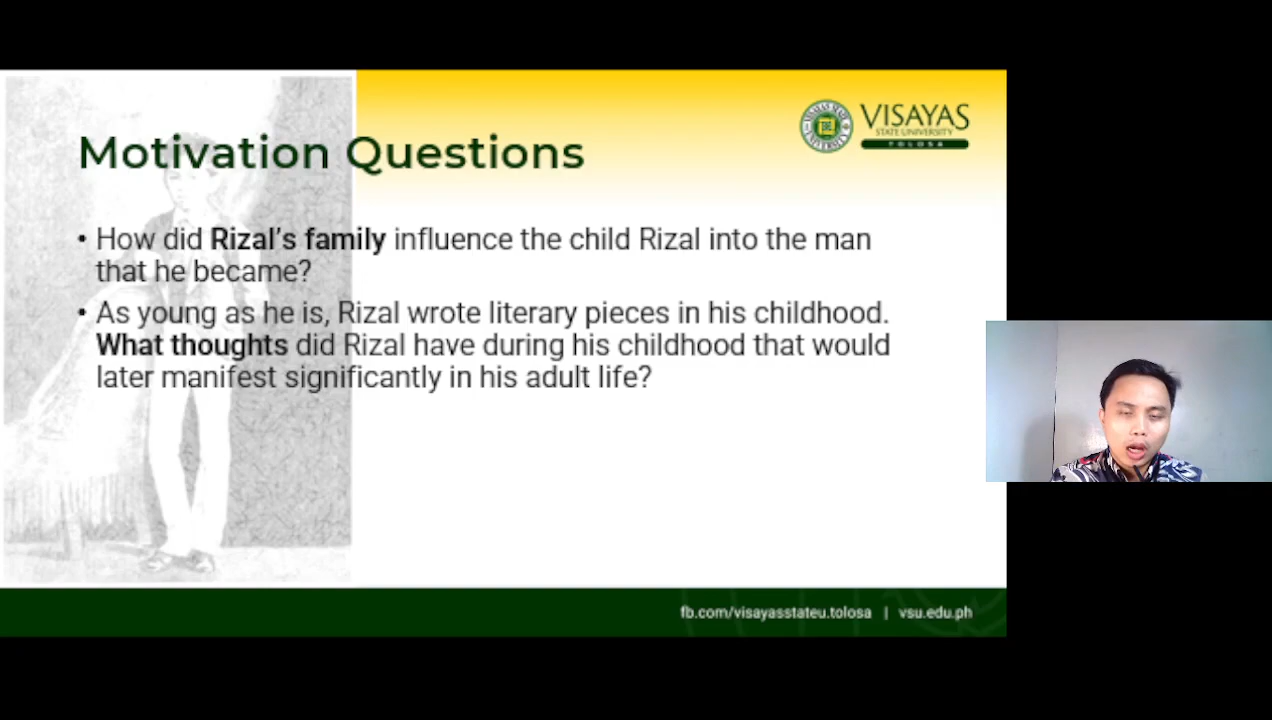 VISAYAS
STATE UNIVERSITY
TOLOSA
Motivation Questions
• How did Rizal's family influence the child Rizal into the man
that he became?
• As young as he is, Rizal wrote literary pieces in his childhood.
What thoughts did Rizal have during his childhood that would
later manifest significantly in his adult life?
fb.com/visayasstateu.tolosa | vsu.edu.ph